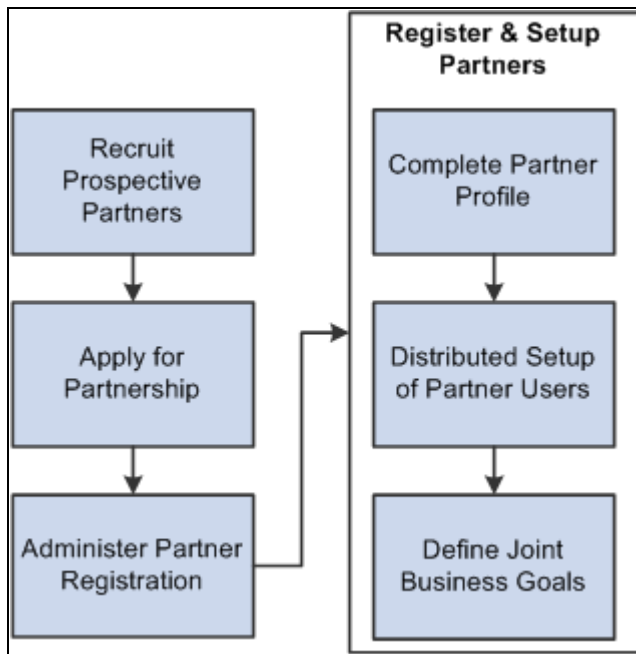 Recruit
Prospective
Partners
Apply for
Partnership
Administer Partner
Registration
Register & Setup
Partners
Complete Partner
Profile
Distributed Setup
of Partner Users
Define Joint
Business Goals